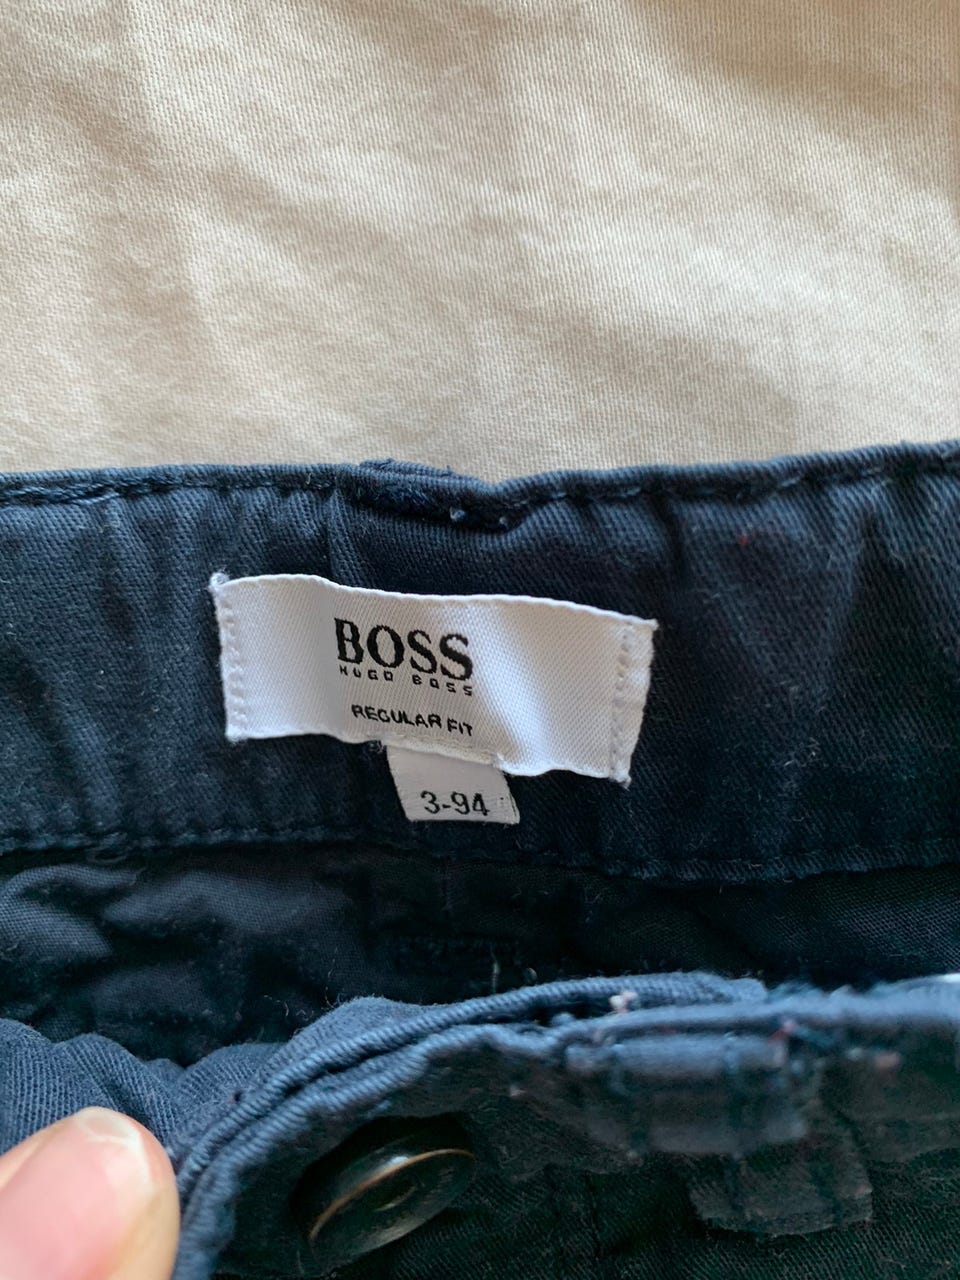 BOSS
HUGO BOSS
REGULAR FIT
3-94